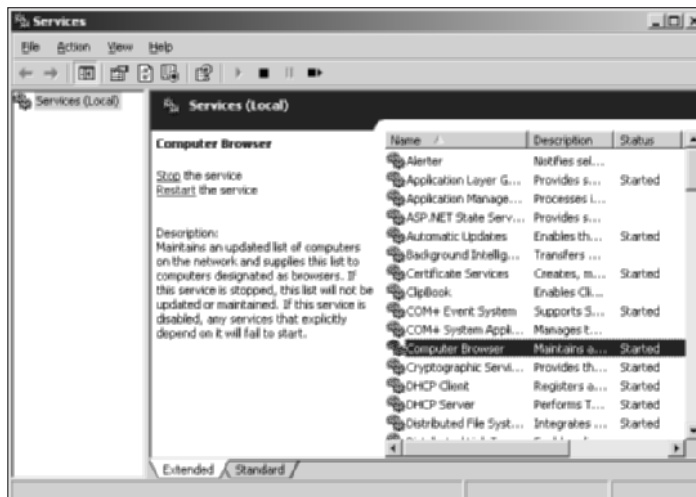 Services
File Action View Help
Services (Local)
Services (Local)
Computer Browser
Stop the service
Restart the service
Description:
Maintains an updated list of computers
on the network and supplies this list to
computers designated as browsers. If
this service is stopped, this list will not be
updated or maintained. If this service is
disabled, any services that explicitly
depend on it will fail to start.
Name Description Status
Alerter Notifies sel...
Application Layer G... Provides s... Started
Application Manage... Processes i...
ASP.NET State Serv... Provides s...
Automatic Updates Enables th... Started
Background Intellig... Transfers ...
Certificate Services Creates, m... Started
ClipBook Enables Cli...
COM+ Event System Supports S... Started
COM+ System Appli... Manages t...
Computer Browser Maintains a... Started
Cryptographic Servi... Provides th... Started
DHCP Client Registers a... Started
DHCP Server Performs T... Started
Distributed File Syst... Integrates ... Started
Extended Standard